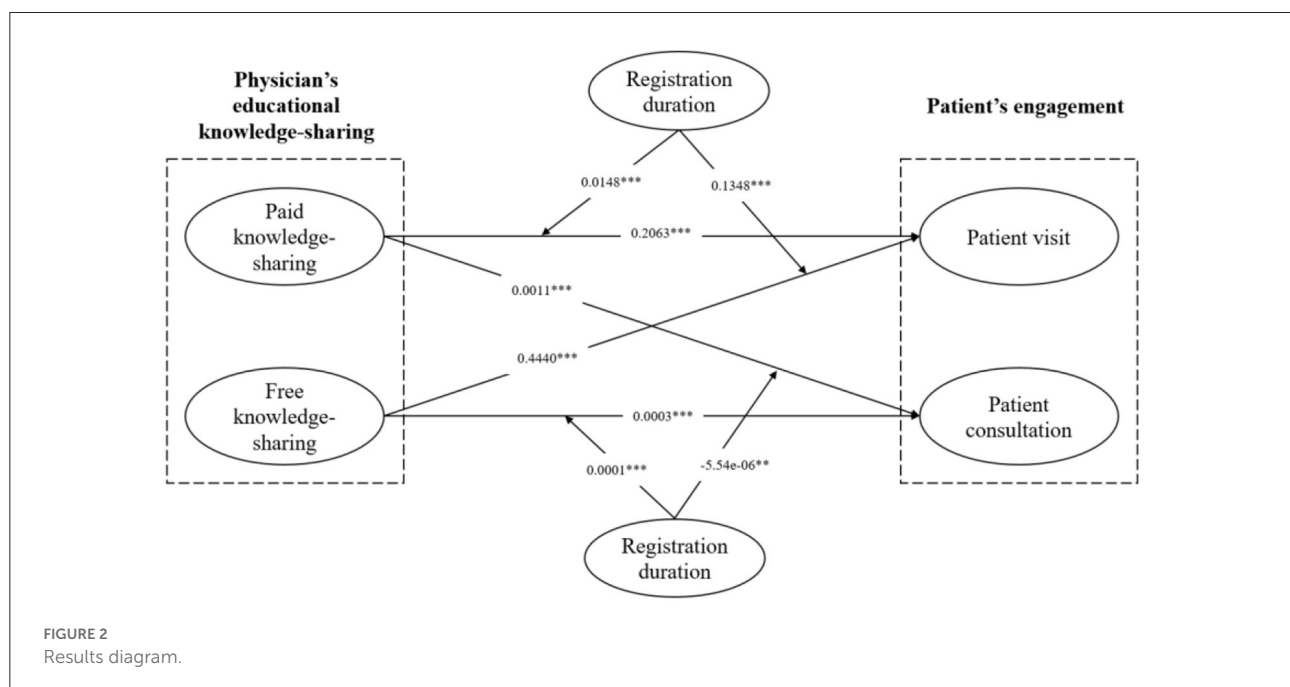 Physician's
educational
knowledge-sharing
Registration
duration
Patient's engagement
0.0148***
0.1348***
Paid
knowledge-
sharing
0.2063***
Patient visit
0.0011***
0.4440***
Free
knowledge-
sharing
0.0003***
Patient
consultation
0.0001***
-5.54e-06**
Registration
duration
FIGURE 2
Results diagram.